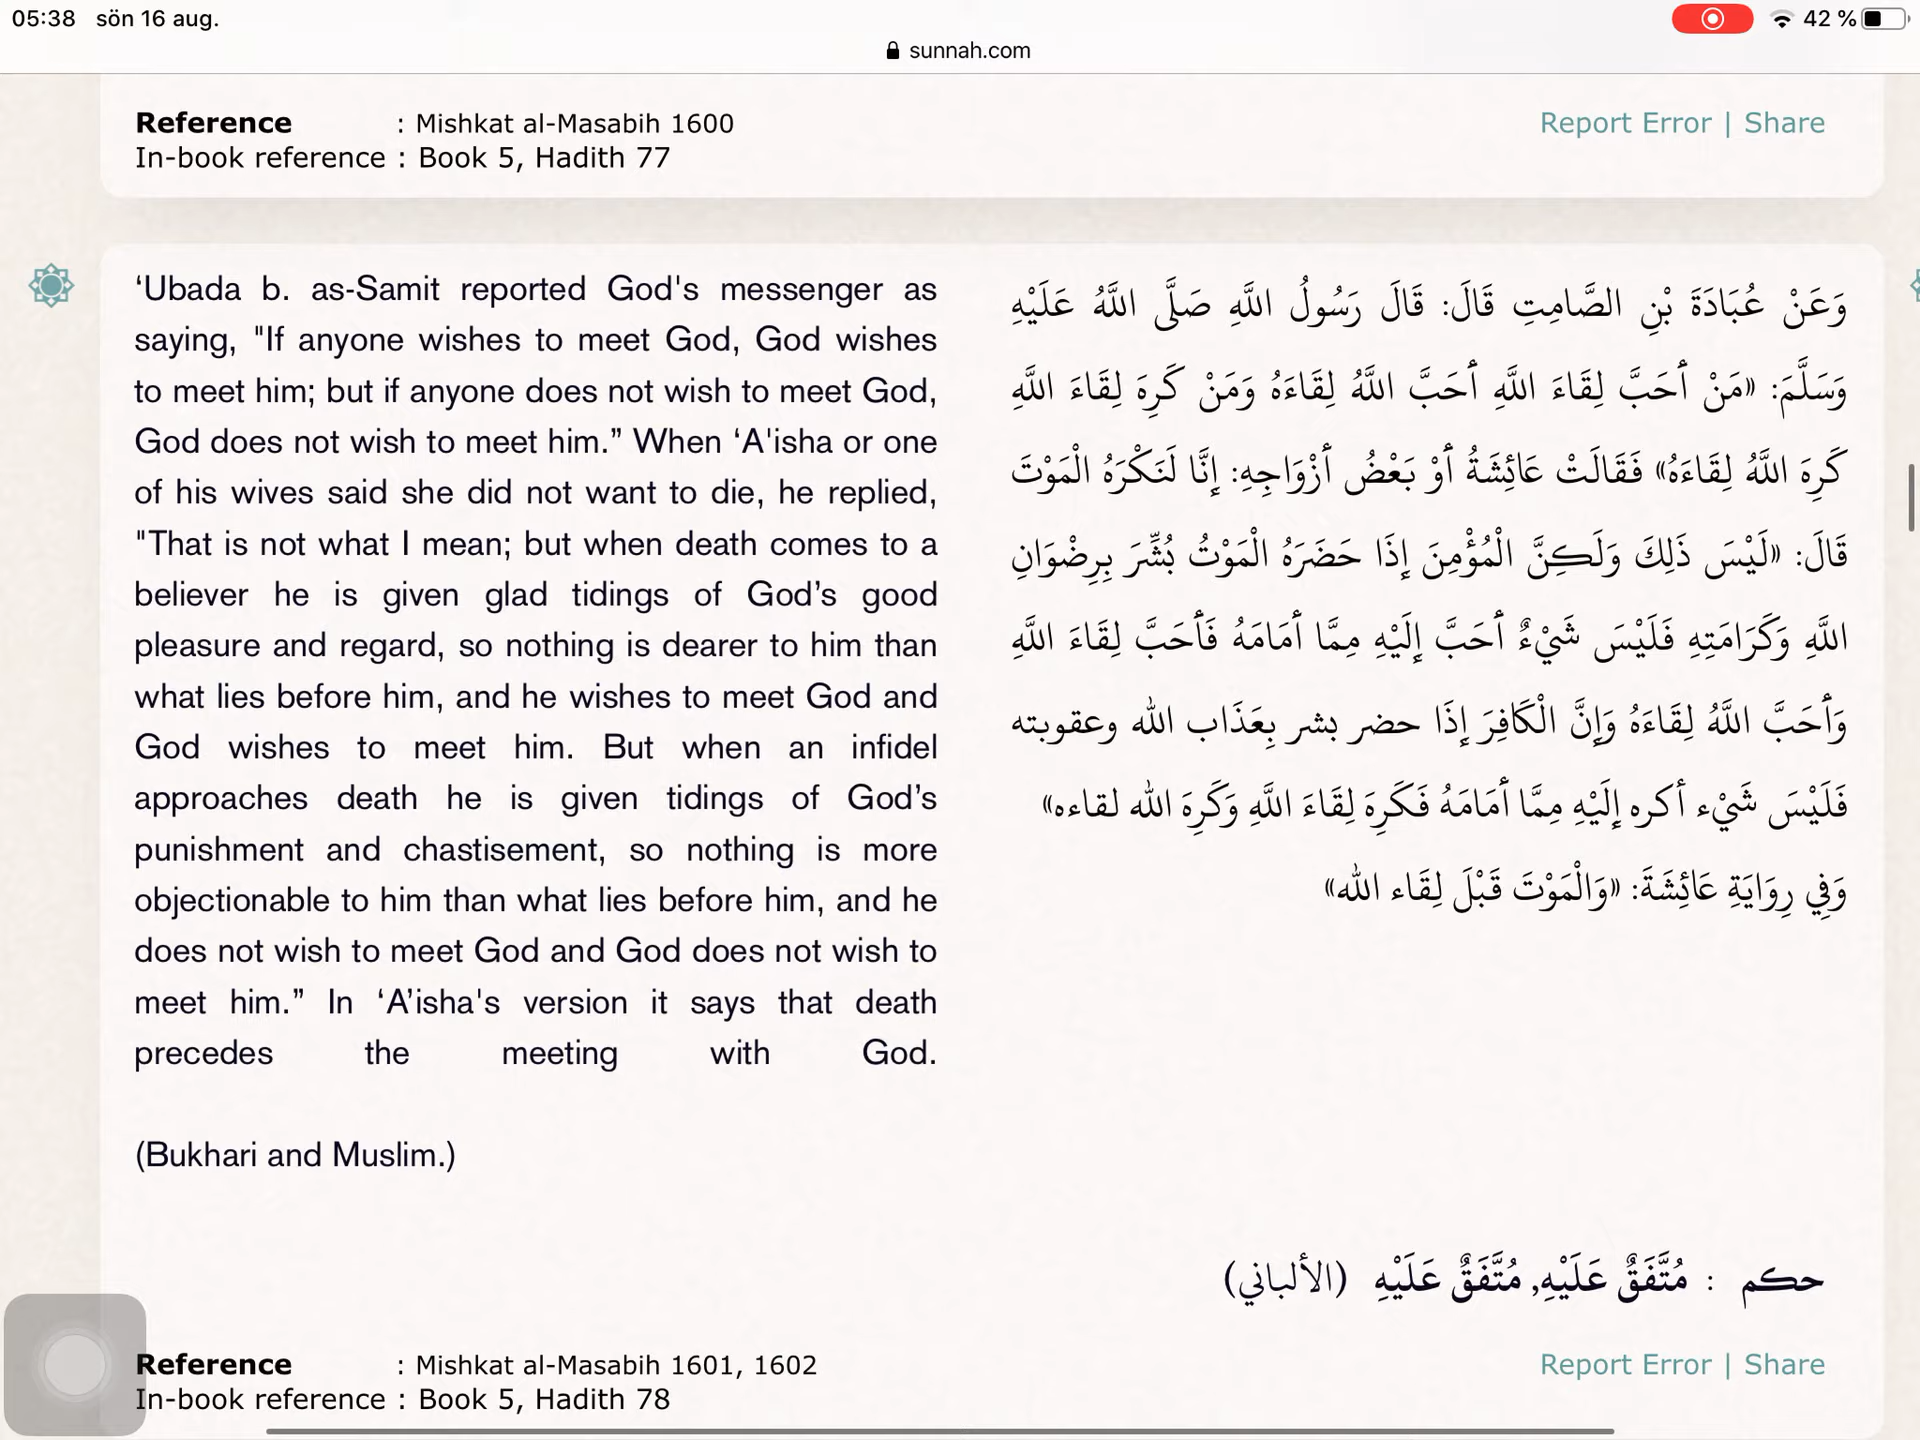 05:38 sön 16 aug.
42 %
sunnah.com
Reference : Mishkat al-Masabih 1600
Report Error | Share
In-book reference : Book 5, Hadith 77
‘Ubada b. as-Samit reported God's messenger as
saying, "If anyone wishes to meet God, God wishes
to meet him; but if anyone does not wish to meet God,
God does not wish to meet him.” When ‘A'isha or one
of his wives said she did not want to die, he replied,
"That is not what I mean; but when death comes to a
believer he is given glad tidings of God’s good
pleasure and regard, so nothing is dearer to him than
what lies before him, and he wishes to meet God and
God wishes to meet him. But when an infidel
approaches death he is given tidings of God’s
punishment and chastisement, so nothing is more
objectionable to him than what lies before him, and he
does not wish to meet God and God does not wish to
meet him.” In ‘A’isha's version it says that death
precedes the meeting with God.
(Bukhari and Muslim.)
وَعَنْ عُبَادَةَ بْنِ الصَّامِتِ قَالَ: قَالَ رَسُولُ اللَّهِ صَلَّى اللَّهُ عَلَيْهِ
وَسَلَّمَ: «مَنْ أَحَبَّ لِقَاءَ اللَّهِ أَحَبَّ اللَّهُ لِقَاءَهُ وَمَنْ كَرِهَ لِقَاءَ اللَّهِ
كَرِهَ اللَّهُ لِقَاءَهُ» فَقَالَتْ عَائِشَةُ أَوْ بَعْضُ أَزْوَاجِهِ: إِنَّا لَنَكْرَهُ الْمَوْتَ
قَالَ: «لَيْسَ ذَلِكَ وَلَكِنَّ الْمُؤْمِنَ إِذَا حَضَرَهُ الْمَوْتُ بُشِّرَ بِرِضْوَانِ
اللَّهِ وَكَرَامَتِهِ فَلَيْسَ شَيْءٌ أَحَبَّ إِلَيْهِ مِمَّا أَمَامَهُ فَأَحَبَّ لِقَاءَ اللَّهِ
وَأَحَبَّ اللَّهُ لِقَاءَهُ وَإِنَّ الْكَافِرَ إِذَا حضر بشر بِعَذَاب الله وعقوبته
فَلَيْسَ شَيْء أكره إِلَيْهِ مِمَّا أَمَامَهُ فَكَرِهَ لِقَاءَ اللَّهِ وَكَرِهَ الله لقاءه»
وَفِي رِوَايَةِ عَائِشَةَ: «وَالْمَوْتَ قَبْلَ لِقَاء الله»
حكم : مُتَّفَقٌ عَلَيْهِ, مُتَّفَقٌ عَلَيْهِ (الألباني)
Reference : Mishkat al-Masabih 1601, 1602
Report Error | Share
In-book reference : Book 5, Hadith 78